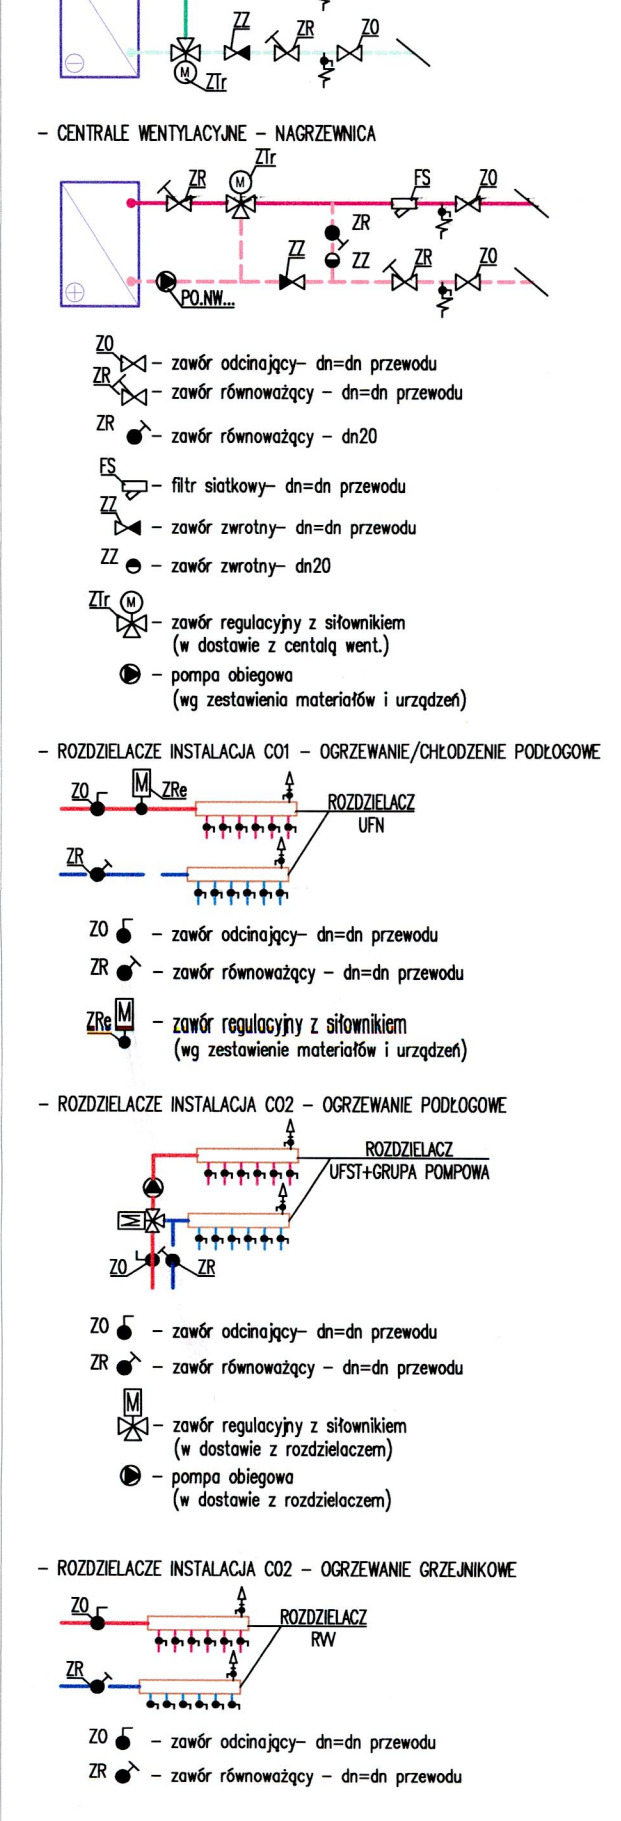 ZZ
ZR
ZO
M
ZTr
- CENTRALE WENTYLACYJNE - NAGRZEWNICA
ZTr
M
ZR
FS
ZO
ZR
ZZ
ZZ
ZR
ZO
PO.NW...
ZO - zawór odcinający- dn=dn przewodu
ZR - zawór równoważący - dn=dn przewodu
ZR - zawór równoważący - dn20
FS - filtr siatkowy- dn=dn przewodu
ZZ - zawór zwrotny- dn=dn przewodu
ZZ - zawór zwrotny- dn20
ZTr M - zawór regulacyjny z siłownikiem
(w dostawie z centalą went.)
- pompa obiegowa
(wg zestawienia materiałów i urządzeń)
- ROZDZIELACZE INSTALACJA CO1 - OGRZEWANIE/CHŁODZENIE PODŁOGOWE
ZO
M
ZRe
ROZDZIELACZ
UFN
ZR
ZO - zawór odcinający- dn=dn przewodu
ZR - zawór równoważący - dn=dn przewodu
ZRe M - zawór regulacyjny z siłownikiem
(wg zestawienie materiałów i urządzeń)
- ROZDZIELACZE INSTALACJA CO2 - OGRZEWANIE PODŁOGOWE
ROZDZIELACZ
UFST+GRUPA POMPOWA
M
ZO
ZR
ZO - zawór odcinający- dn=dn przewodu
ZR - zawór równoważący - dn=dn przewodu
M - zawór regulacyjny z siłownikiem
(w dostawie z rozdzielaczem)
- pompa obiegowa
(w dostawie z rozdzielaczem)
- ROZDZIELACZE INSTALACJA CO2 - OGRZEWANIE GRZEJNIKOWE
ZO
ROZDZIELACZ
RW
ZR
ZO - zawór odcinający- dn=dn przewodu
ZR - zawór równoważący - dn=dn przewodu